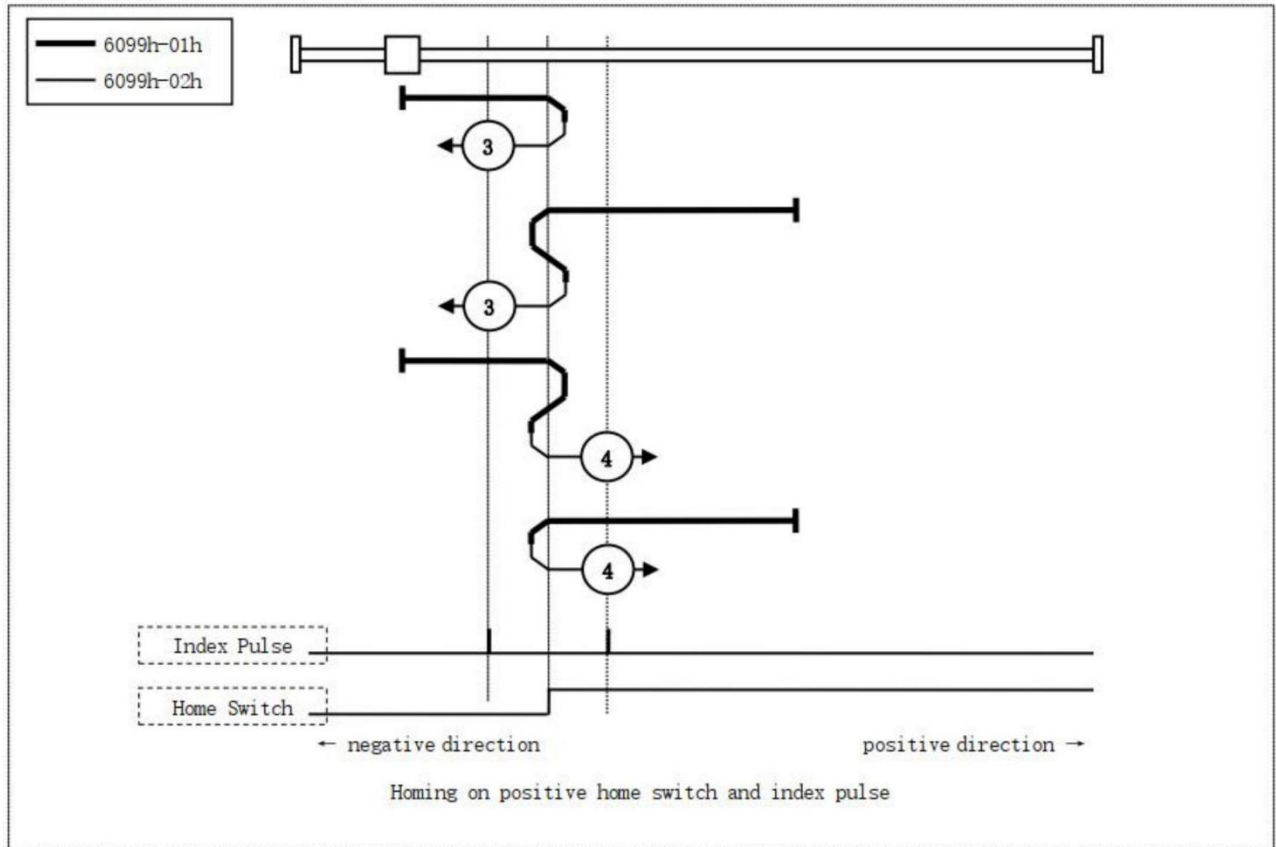 6099h-01h
6099h-02h
3
3
4
4
Index Pulse
Home Switch
← negative direction
positive direction →
Homing on positive home switch and index pulse